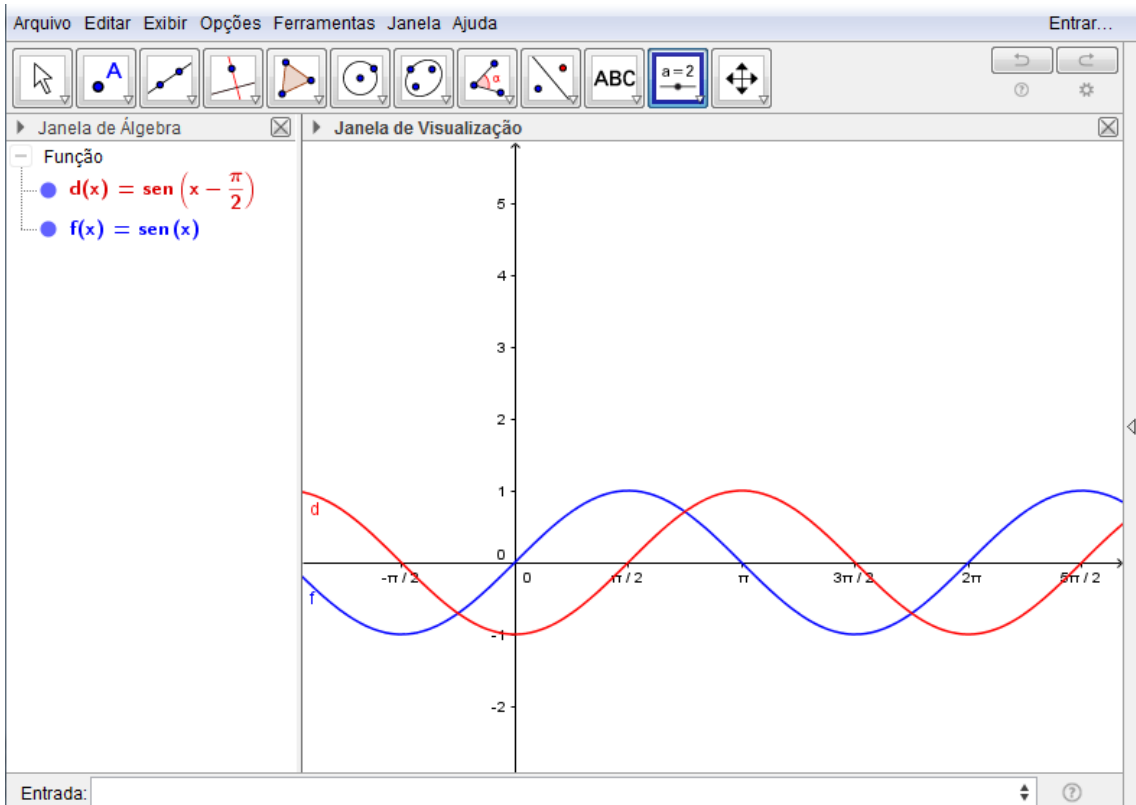 Arquivo Editar Exibir Opções Ferramentas Janela Ajuda Entrar...
A α ABC a=2
Janela de Álgebra
Função
d(x) = sen(x − π/2)
f(x) = sen(x)
Janela de Visualização
5
4
3
2
1
0
-1
-2
-π/2 0 π/2 π 3π/2 2π 5π/2
d
f
Entrada: